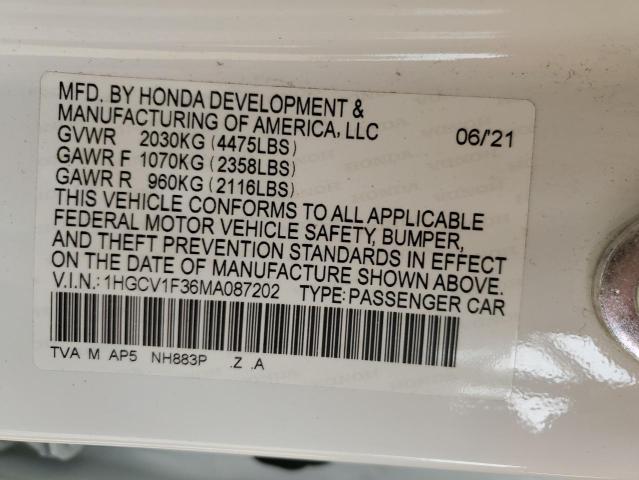 MFD. BY HONDA DEVELOPMENT &
MANUFACTURING OF AMERICA, LLC 06/'21
GVWR 2030KG (4475LBS)
GAWR F 1070KG (2358LBS)
GAWR R 960KG (2116LBS)
THIS VEHICLE CONFORMS TO ALL APPLICABLE
FEDERAL MOTOR VEHICLE SAFETY, BUMPER,
AND THEFT PREVENTION STANDARDS IN EFFECT
ON THE DATE OF MANUFACTURE SHOWN ABOVE.
V.I.N.: 1HGCV1F36MA087202 TYPE: PASSENGER CAR
TVA M AP5 NH883P .Z .A